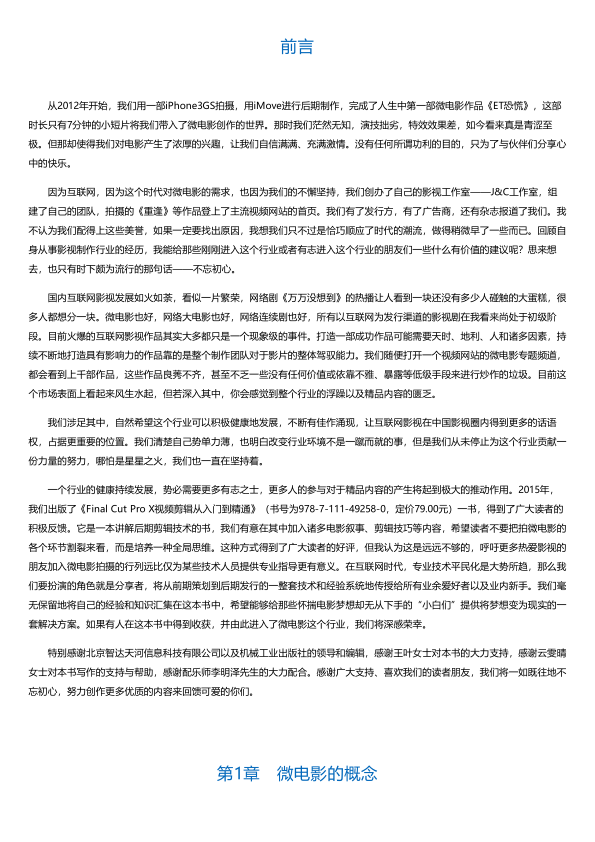 前言
从2012年开始，我们用一部iPhone3GS拍摄，用iMove进行后期制作，完成了人生中第一部微电影作品《ET恐慌》，这部
时长只有7分钟的小短片将我们带入了微电影创作的世界。那时我们茫然无知，演技拙劣，特效效果差，如今看来真是青涩至
极。但那却使得我们对电影产生了浓厚的兴趣，让我们自信满满、充满激情。没有任何所谓功利的目的，只为了与伙伴们分享心
中的快乐。
因为互联网，因为这个时代对微电影的需求，也因为我们的不懈坚持，我们创办了自己的影视工作室——J&C工作室，组
建了自己的团队，拍摄的《重逢》等作品登上了主流视频网站的首页。我们有了发行方，有了广告商，还有杂志报道了我们。我
不认为我们配得上这些美誉，如果一定要找出原因，我想我们只不过是恰巧顺应了时代的潮流，做得稍微早了一些而已。回顾自
身从事影视制作行业的经历，我能给那些刚刚进入这个行业或者有志进入这个行业的朋友们一些什么有价值的建议呢？思来想
去，也只有时下颇为流行的那句话——不忘初心。
国内互联网影视发展如火如荼，看似一片繁荣，网络剧《万万没想到》的热播让人看到一块还没有多少人碰触的大蛋糕，很
多人都想分一块。微电影也好，网络大电影也好，网络连续剧也好，所有以互联网为发行渠道的影视剧在我看来尚处于初级阶
段。目前火爆的互联网影视作品其实大多都只是一个现象级的事件。打造一部成功作品可能需要天时、地利、人和诸多因素，持
续不断地打造具有影响力的作品靠的是整个制作团队对于影片的整体驾驭能力。我们随便打开一个视频网站的微电影专题频道，
都会看到上千部作品，这些作品良莠不齐，甚至不乏一些没有任何价值或依靠不雅、暴露等低级手段来进行炒作的垃圾。目前这
个市场表面上看起来风生水起，但若深入其中，你会感觉到整个行业的浮躁以及精品内容的匮乏。
我们涉足其中，自然希望这个行业可以积极健康地发展，不断有佳作涌现，让互联网影视在中国影视圈内得到更多的话语
权，占据更重要的位置。我们清楚自己势单力薄，也明白改变行业环境不是一蹴而就的事，但是我们从未停止为这个行业贡献一
份力量的努力，哪怕是星星之火，我们也一直在坚持着。
一个行业的健康持续发展，势必需要更多有志之士，更多人的参与对于精品内容的产生将起到极大的推动作用。2015年，
我们出版了《Final Cut Pro X视频剪辑从入门到精通》（书号为978-7-111-49258-0，定价79.00元）一书，得到了广大读者的
积极反馈。它是一本讲解后期剪辑技术的书，我们有意在其中加入诸多电影叙事、剪辑技巧等内容，希望读者不要把拍微电影的
各个环节割裂来看，而是培养一种全局思维。这种方式得到了广大读者的好评，但我认为这是远远不够的，呼吁更多热爱影视的
朋友加入微电影拍摄的行列远比仅为某些技术人员提供专业指导更有意义。在互联网时代，专业技术平民化是大势所趋，那么我
们要扮演的角色就是分享者，将从前期策划到后期发行的一整套技术和经验系统地传授给所有业余爱好者以及业内新手。我们毫
无保留地将自己的经验和知识汇集在这本书中，希望能够给那些怀揣电影梦想却无从下手的“小白们”提供将梦想变为现实的一
套解决方案。如果有人在这本书中得到收获，并由此进入了微电影这个行业，我们将深感荣幸。
特别感谢北京智达天河信息科技有限公司以及机械工业出版社的领导和编辑，感谢王叶女士对本书的大力支持，感谢云雯晴
女士对本书写作的支持与帮助，感谢配乐师李明泽先生的大力配合。感谢广大支持、喜欢我们的读者朋友，我们将一如既往地不
忘初心，努力创作更多优质的内容来回馈可爱的你们。
第1章　微电影的概念